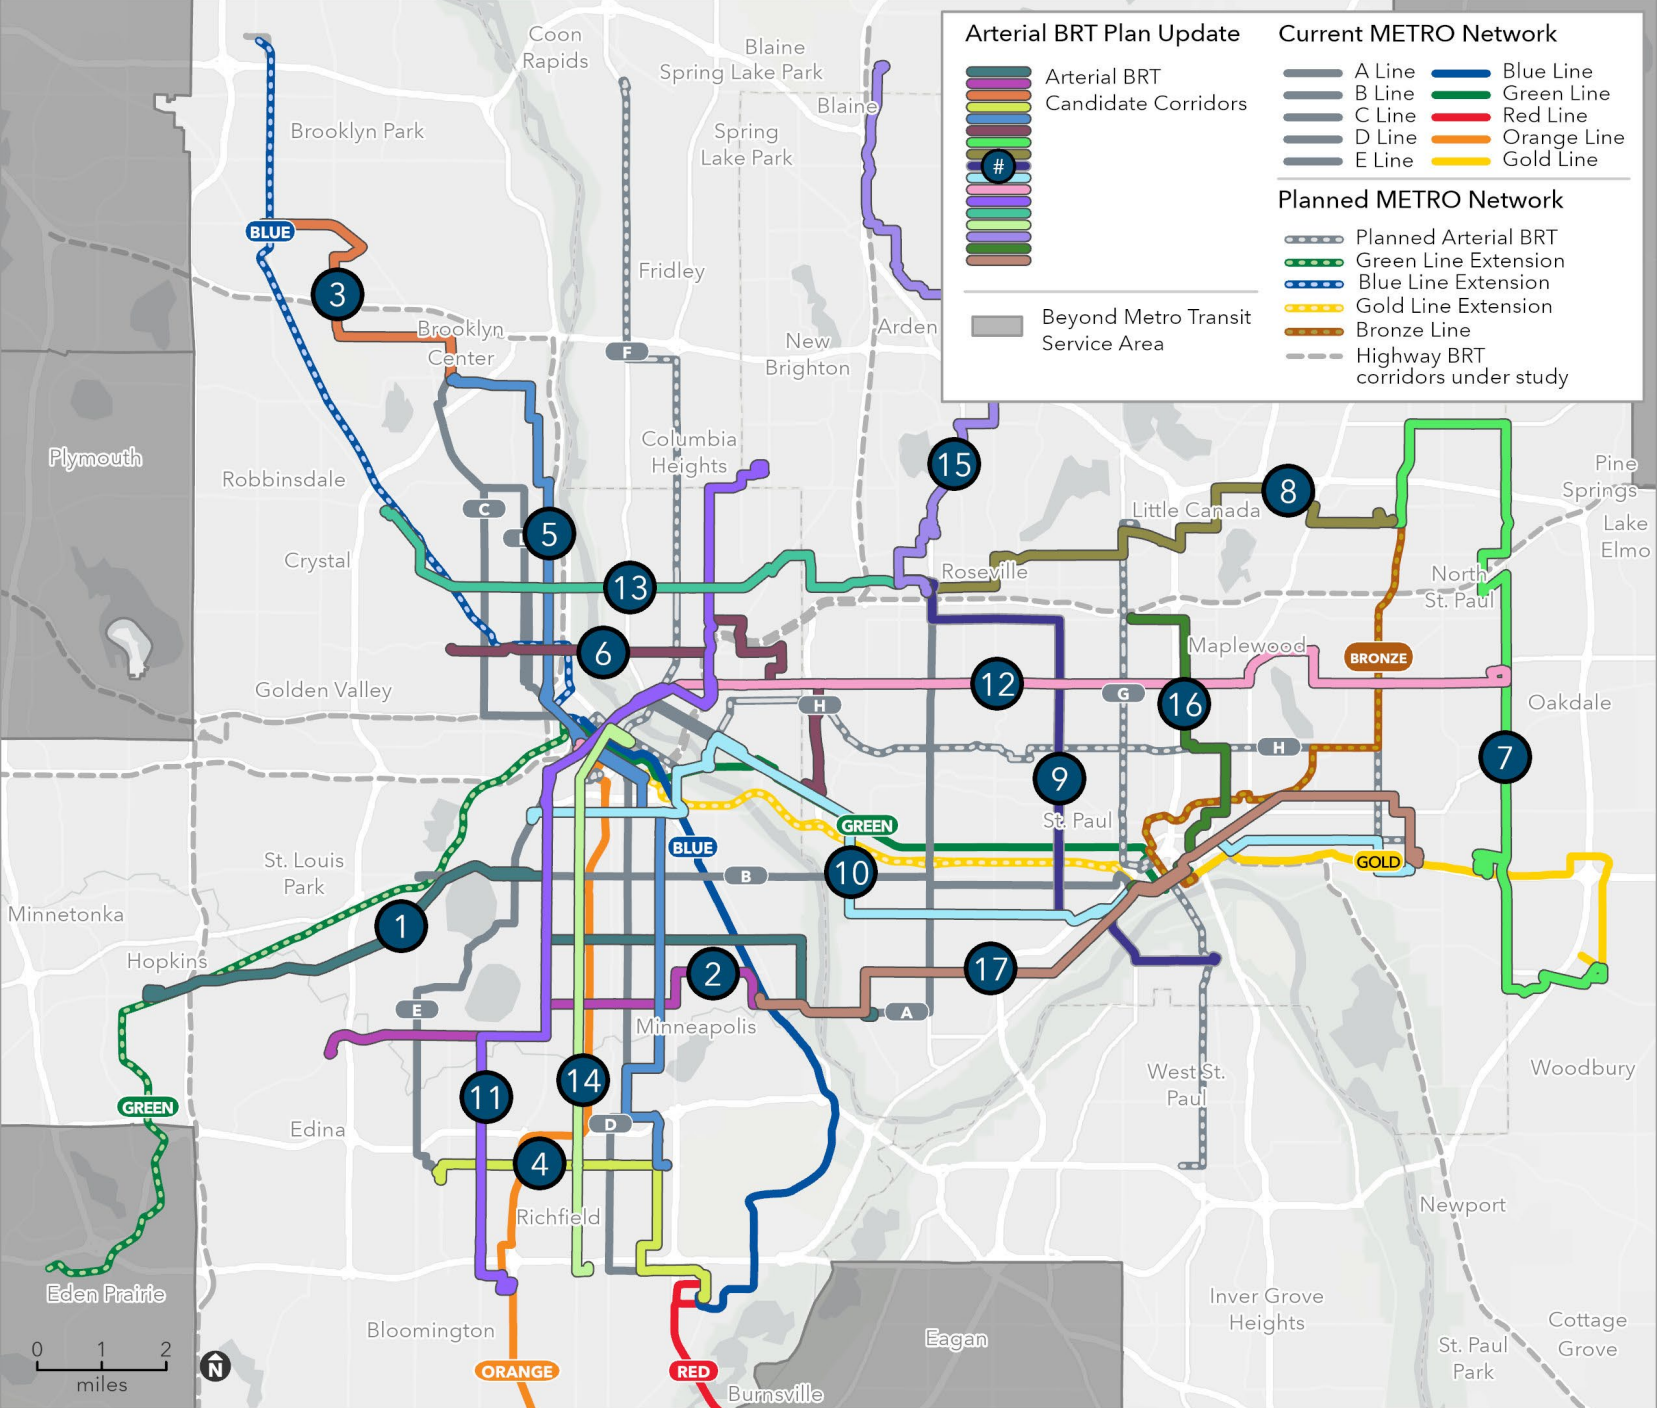 Arterial BRT Plan Update
Arterial BRT
Candidate Corridors
#
Beyond Metro Transit
Service Area
Current METRO Network
A Line
B Line
C Line
D Line
E Line
Blue Line
Green Line
Red Line
Orange Line
Gold Line
Planned METRO Network
Planned Arterial BRT
Green Line Extension
Blue Line Extension
Gold Line Extension
Bronze Line
Highway BRT
corridors under study
Coon
Rapids
Blaine
Spring Lake Park
Blaine
Brooklyn Park
Spring
Lake Park
BLUE
Fridley
3
Brooklyn
Center
F
New
Brighton
Arden
Plymouth
Columbia
Heights
15
Pine
Springs
Robbinsdale
8
Little Canada
C
5
Lake
Elmo
Crystal
13
Roseville
North
St. Paul
6
Maplewood
BRONZE
Golden Valley
12
G
16
H
Oakdale
H
7
9
GREEN
St. Paul
BLUE
St. Louis
Park
B
10
GOLD
Minnetonka
1
Hopkins
2
17
E
A
Minneapolis
Woodbury
West St.
Paul
11
14
GREEN
Edina
D
4
Richfield
Newport
Eden Prairie
Inver Grove
Heights
Cottage
Grove
Bloomington
Eagan
St. Paul
Park
0 1 2
miles
N
ORANGE
RED
Burnsville